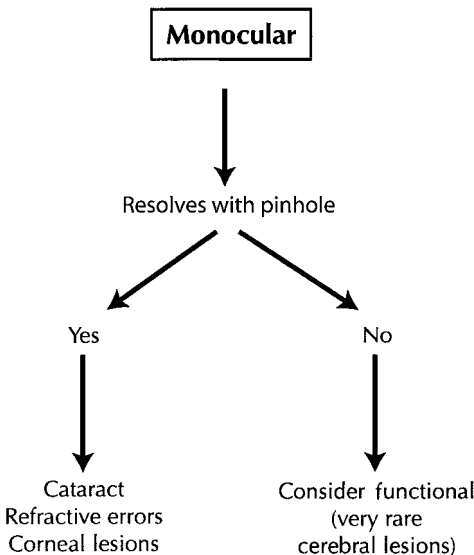 Monocular
Resolves with pinhole
Yes
No
Cataract
Refractive errors
Corneal lesions
Consider functional
(very rare
cerebral lesions)